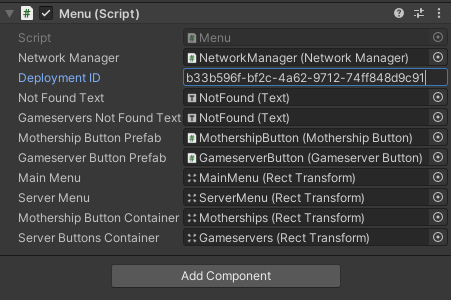 Menu (Script)
Script Menu
Network Manager NetworkManager (Network Manager)
Deployment ID b33b596f-bf2c-4a62-9712-74ff848d9c91
Not Found Text NotFound (Text)
Gameservers Not Found Text NotFound (Text)
Mothership Button Prefab MothershipButton (Mothership Button)
Gameserver Button Prefab GameserverButton (Gameserver Button)
Main Menu MainMenu (Rect Transform)
Server Menu ServerMenu (Rect Transform)
Mothership Button Container Motherships (Rect Transform)
Server Buttons Container Gameservers (Rect Transform)
Add Component